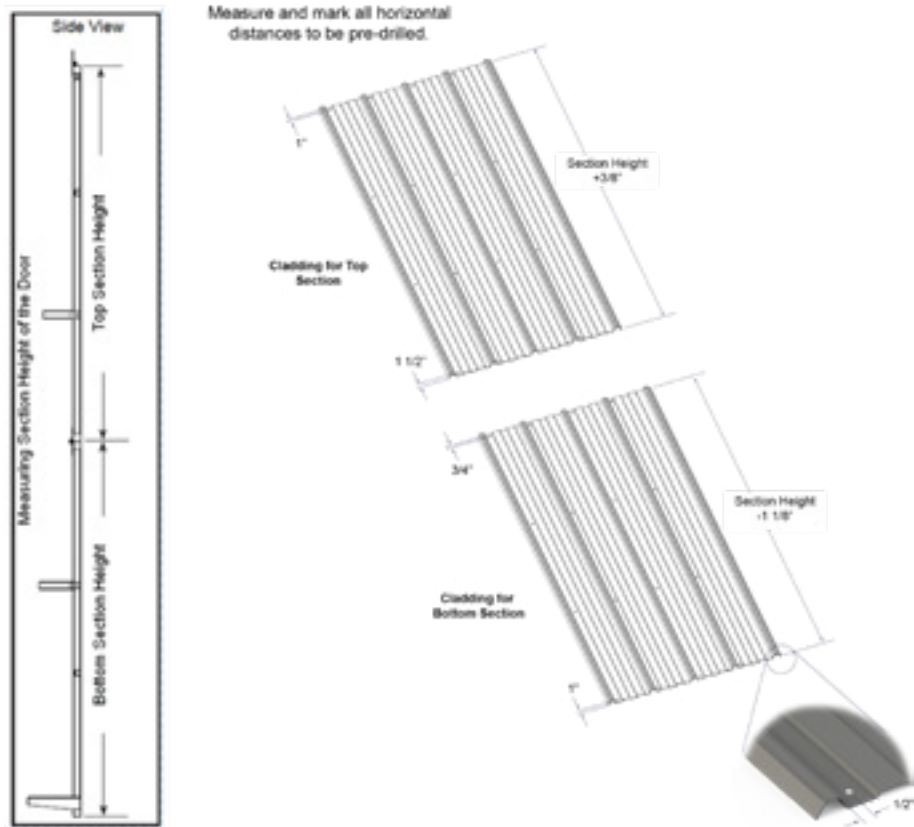 Side View
Measuring Section Height of the Door
Top Section Height
Bottom Section Height
Measure and mark all horizontal
distances to be pre-drilled.
1"
Section Height
+3/8"
Cladding for Top
Section
1 1/2"
3/4"
Section Height
-1 1/8"
Cladding for
Bottom Section
1"
1/2"